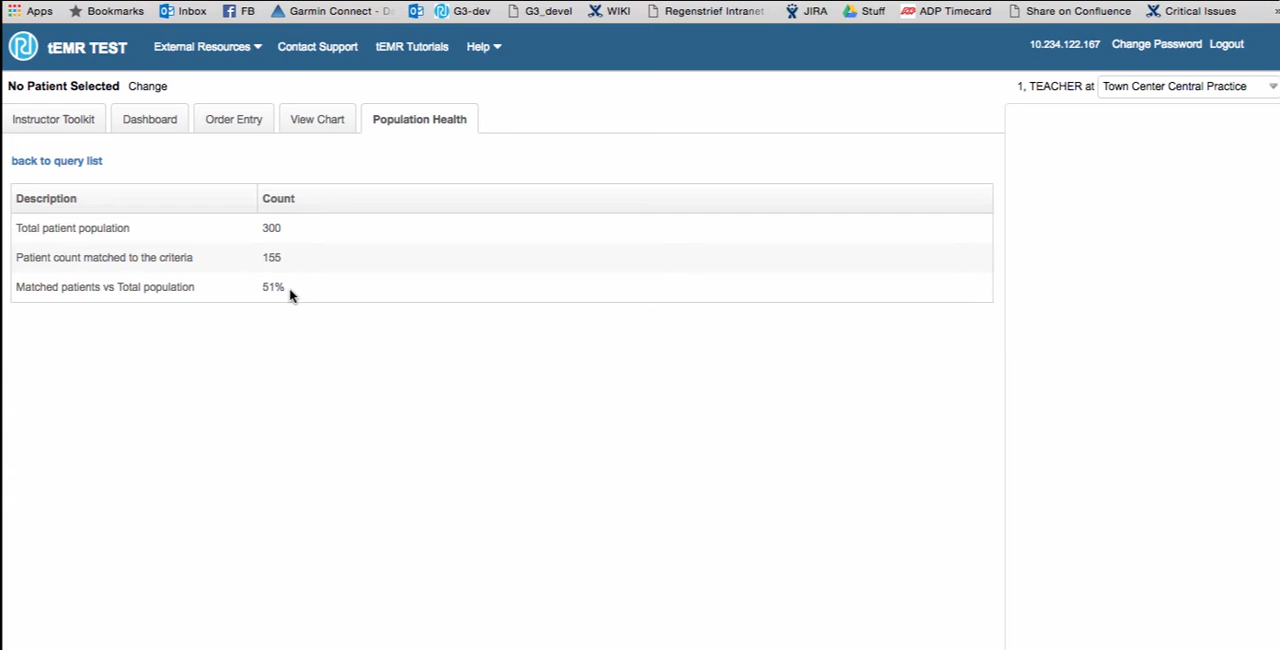 Apps Bookmarks Inbox FB Garmin Connect - Da G3-dev G3_devel WIKI Regenstrief Intranet JIRA Stuff ADP Timecard Share on Confluence Critical Issues »
tEMR TEST External Resources Contact Support tEMR Tutorials Help 10.234.122.167 Change Password Logout
No Patient Selected Change 1, TEACHER at Town Center Central Practice
Instructor Toolkit Dashboard Order Entry View Chart Population Health
back to query list
Description Count
Total patient population 300
Patient count matched to the criteria 155
Matched patients vs Total population 51%